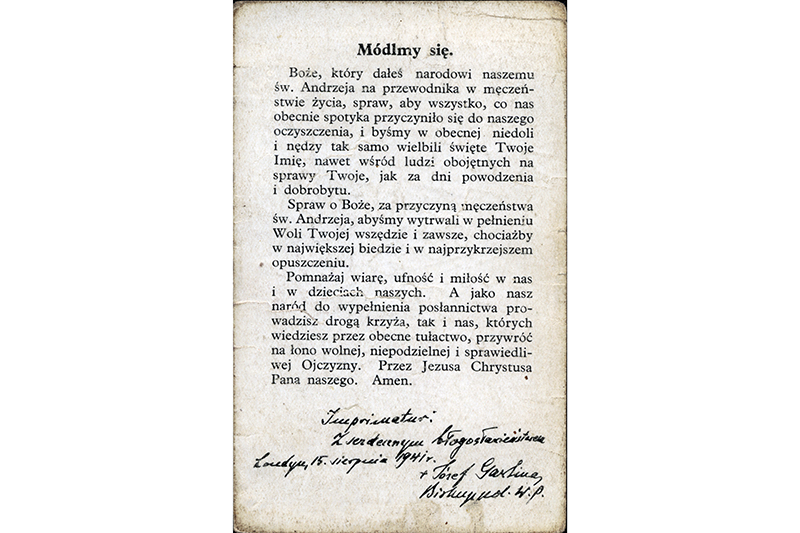 Módlmy się.
Boże, który dałeś narodowi naszemu
św. Andrzeja na przewodnika w męczeń-
stwie życia, spraw, aby wszystko, co nas
obecnie spotyka przyczyniło się do naszego
oczyszczenia, i byśmy w obecnej niedoli
i nędzy tak samo wielbili święte Twoje
Imię, nawet wśród ludzi obojętnych na
sprawy Twoje, jak za dni powodzenia
i dobrobytu.
Spraw o Boże, za przyczyną męczeństwa
św. Andrzeja, abyśmy wytrwali w pełnieniu
Woli Twojej wszędzie i zawsze, chociażby
w największej biedzie i w najprzykrzejszem
opuszczeniu.
Pomnażaj wiarę, ufność i miłość w nas
i w dzieciach naszych. A jako nasz
naród do wypełnienia posłannictwa pro-
wadzisz drogą krzyża, tak i nas, których
wiedziesz przez obecne tułactwo, przywróć
na łono wolnej, niepodzielnej i sprawiedli-
wej Ojczyzny. Przez Jezusa Chrystusa
Pana naszego. Amen.
Imprimatur:
Z serdecznym błogosławieństwem
Londyn, 15. sierpnia 1941 r.
+ Józef Gawlina,
Biskup pol. W. P.